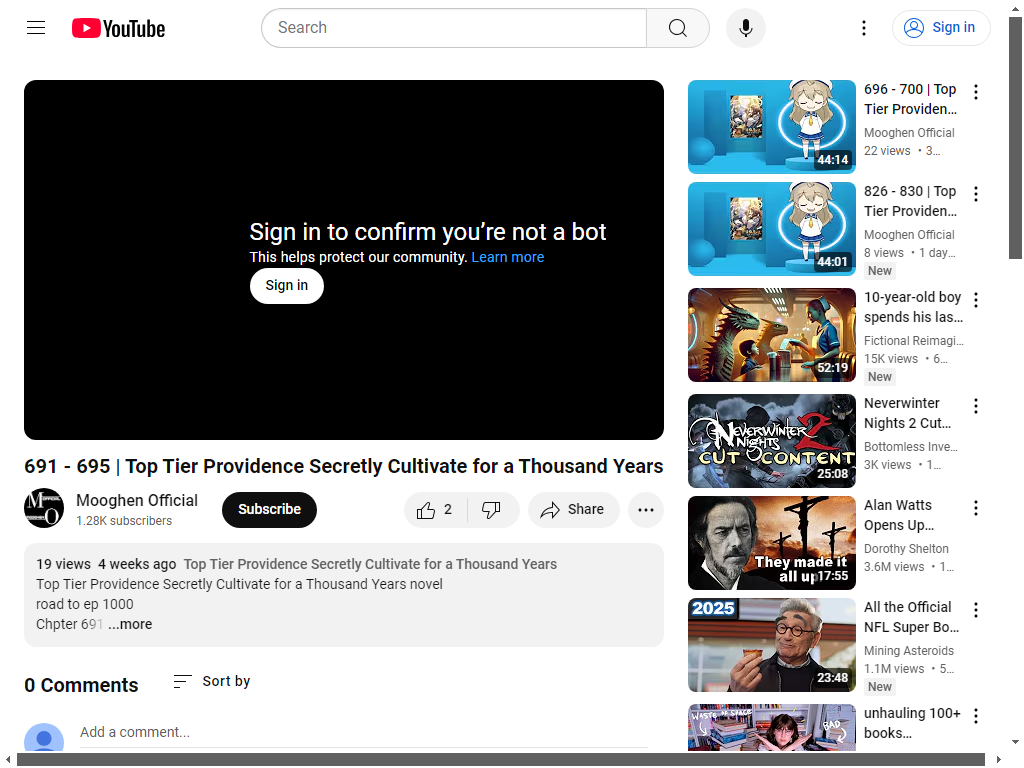 YouTube
Search
Sign in
Sign in to confirm you're not a bot
This helps protect our community. Learn more
Sign in
691 - 695 | Top Tier Providence Secretly Cultivate for a Thousand Years
Mooghen Official
1.28K subscribers
Subscribe
2
Share
19 views 4 weeks ago Top Tier Providence Secretly Cultivate for a Thousand Years
Top Tier Providence Secretly Cultivate for a Thousand Years novel
road to ep 1000
Chpter 691 ...more
0 Comments
Sort by
Add a comment...
44:14
696 - 700 | Top
Tier Providen...
Mooghen Official
22 views • 3...
44:01
826 - 830 | Top
Tier Providen...
Mooghen Official
8 views • 1 day...
New
52:19
10-year-old boy
spends his las...
Fictional Reimagi...
15K views • 6...
New
NEVERWINTER
NIGHTS 2
CUT CONTENT
25:08
Neverwinter
Nights 2 Cut...
Bottomless Inve...
3K views • 1...
They made it
all up
17:55
Alan Watts
Opens Up...
Dorothy Shelton
3.6M views • 1...
2025
23:48
All the Official
NFL Super Bo...
Mining Asteroids
1.1M views • 5...
New
WASTE OF SPACE
BAD
unhauling 100+
books...